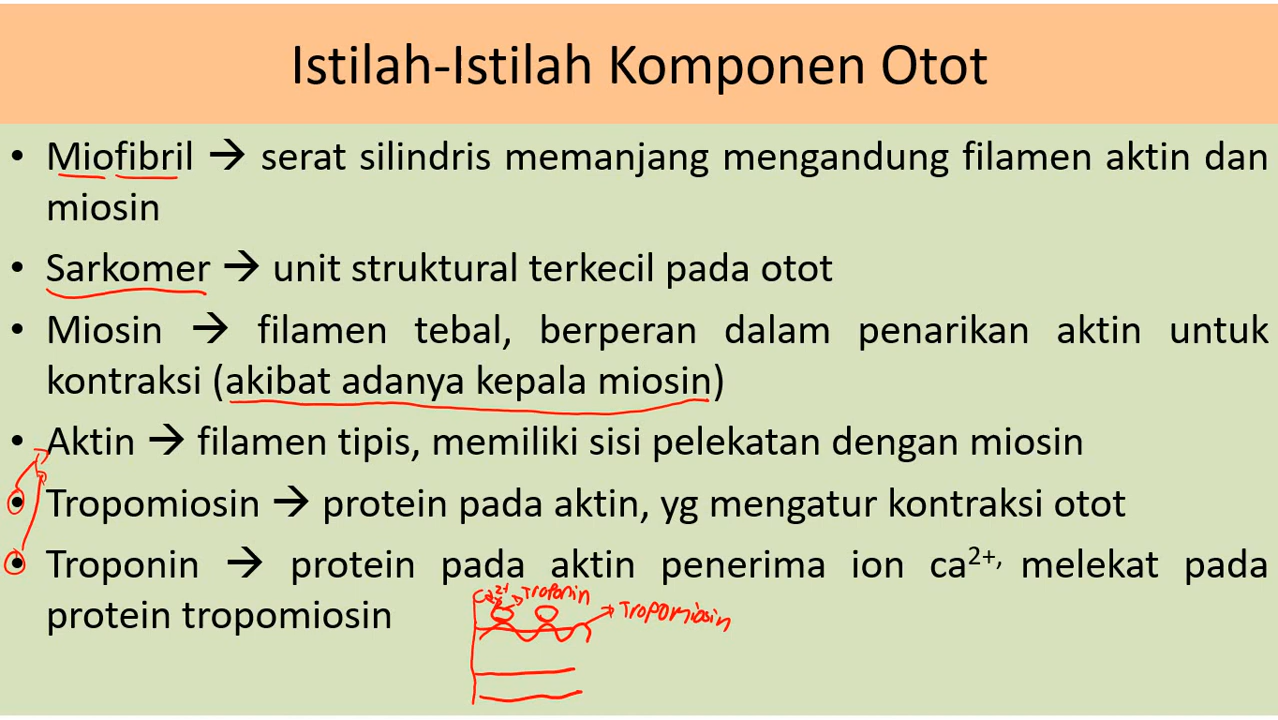 Istilah-Istilah Komponen Otot
• Miofibril → serat silindris memanjang mengandung filamen aktin dan
miosin
• Sarkomer → unit struktural terkecil pada otot
• Miosin → filamen tebal, berperan dalam penarikan aktin untuk
kontraksi (akibat adanya kepala miosin)
• Aktin → filamen tipis, memiliki sisi pelekatan dengan miosin
• Tropomiosin → protein pada aktin, yg mengatur kontraksi otot
• Troponin → protein pada aktin penerima ion ca²⁺, melekat pada
protein tropomiosin
Ca²⁺ → Troponin
→ Tropomiosin